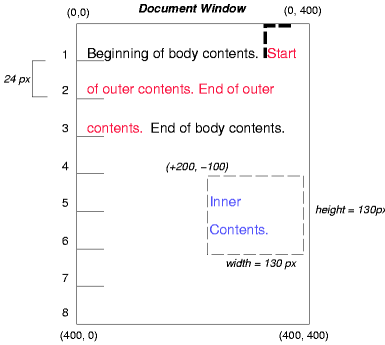 Document Window
(0,0) (0, 400)
1 Beginning of body contents. Start
24 px
2 of outer contents. End of outer
3 contents. End of body contents.
4 (+200, –100)
5 Inner
height = 130px
Contents.
6
width = 130 px
7
8
(400, 0) (400, 400)